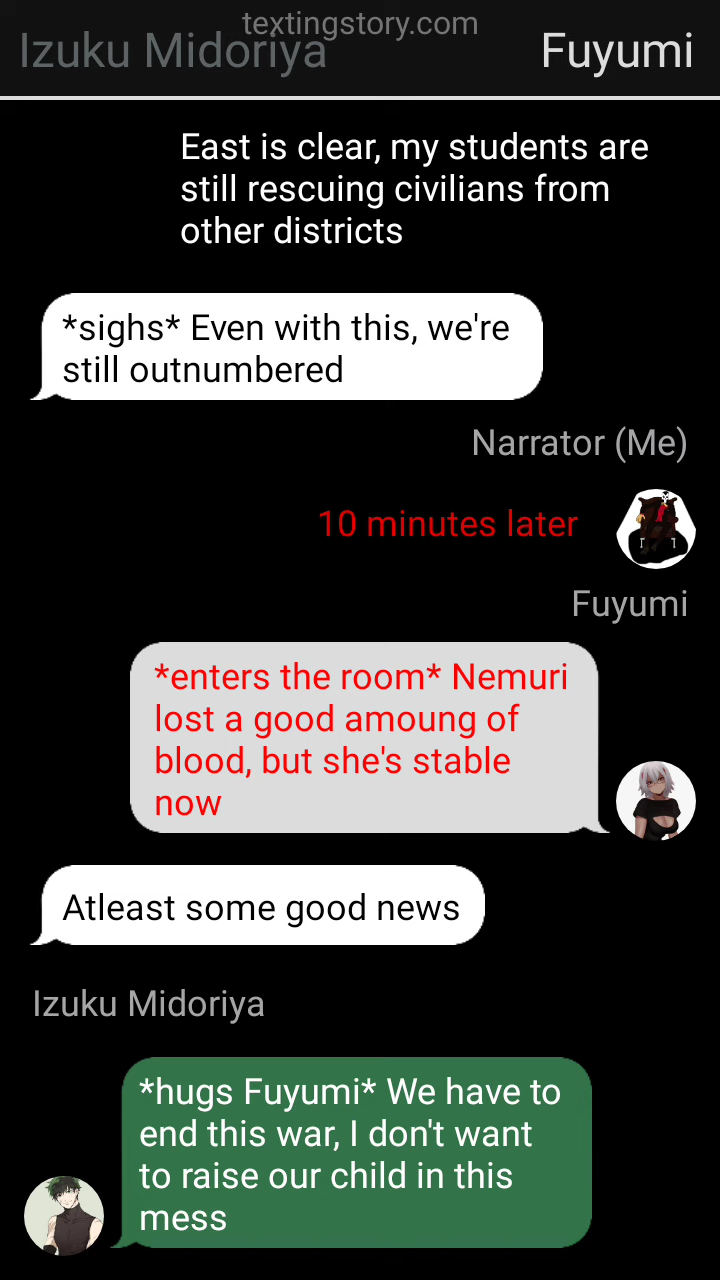 textingstory.com
Izuku Midoriya
Fuyumi
East is clear, my students are
still rescuing civilians from
other districts
*sighs* Even with this, we're
still outnumbered
Narrator (Me)
10 minutes later
Fuyumi
*enters the room* Nemuri
lost a good amoung of
blood, but she's stable
now
Atleast some good news
Izuku Midoriya
*hugs Fuyumi* We have to
end this war, I don't want
to raise our child in this
mess